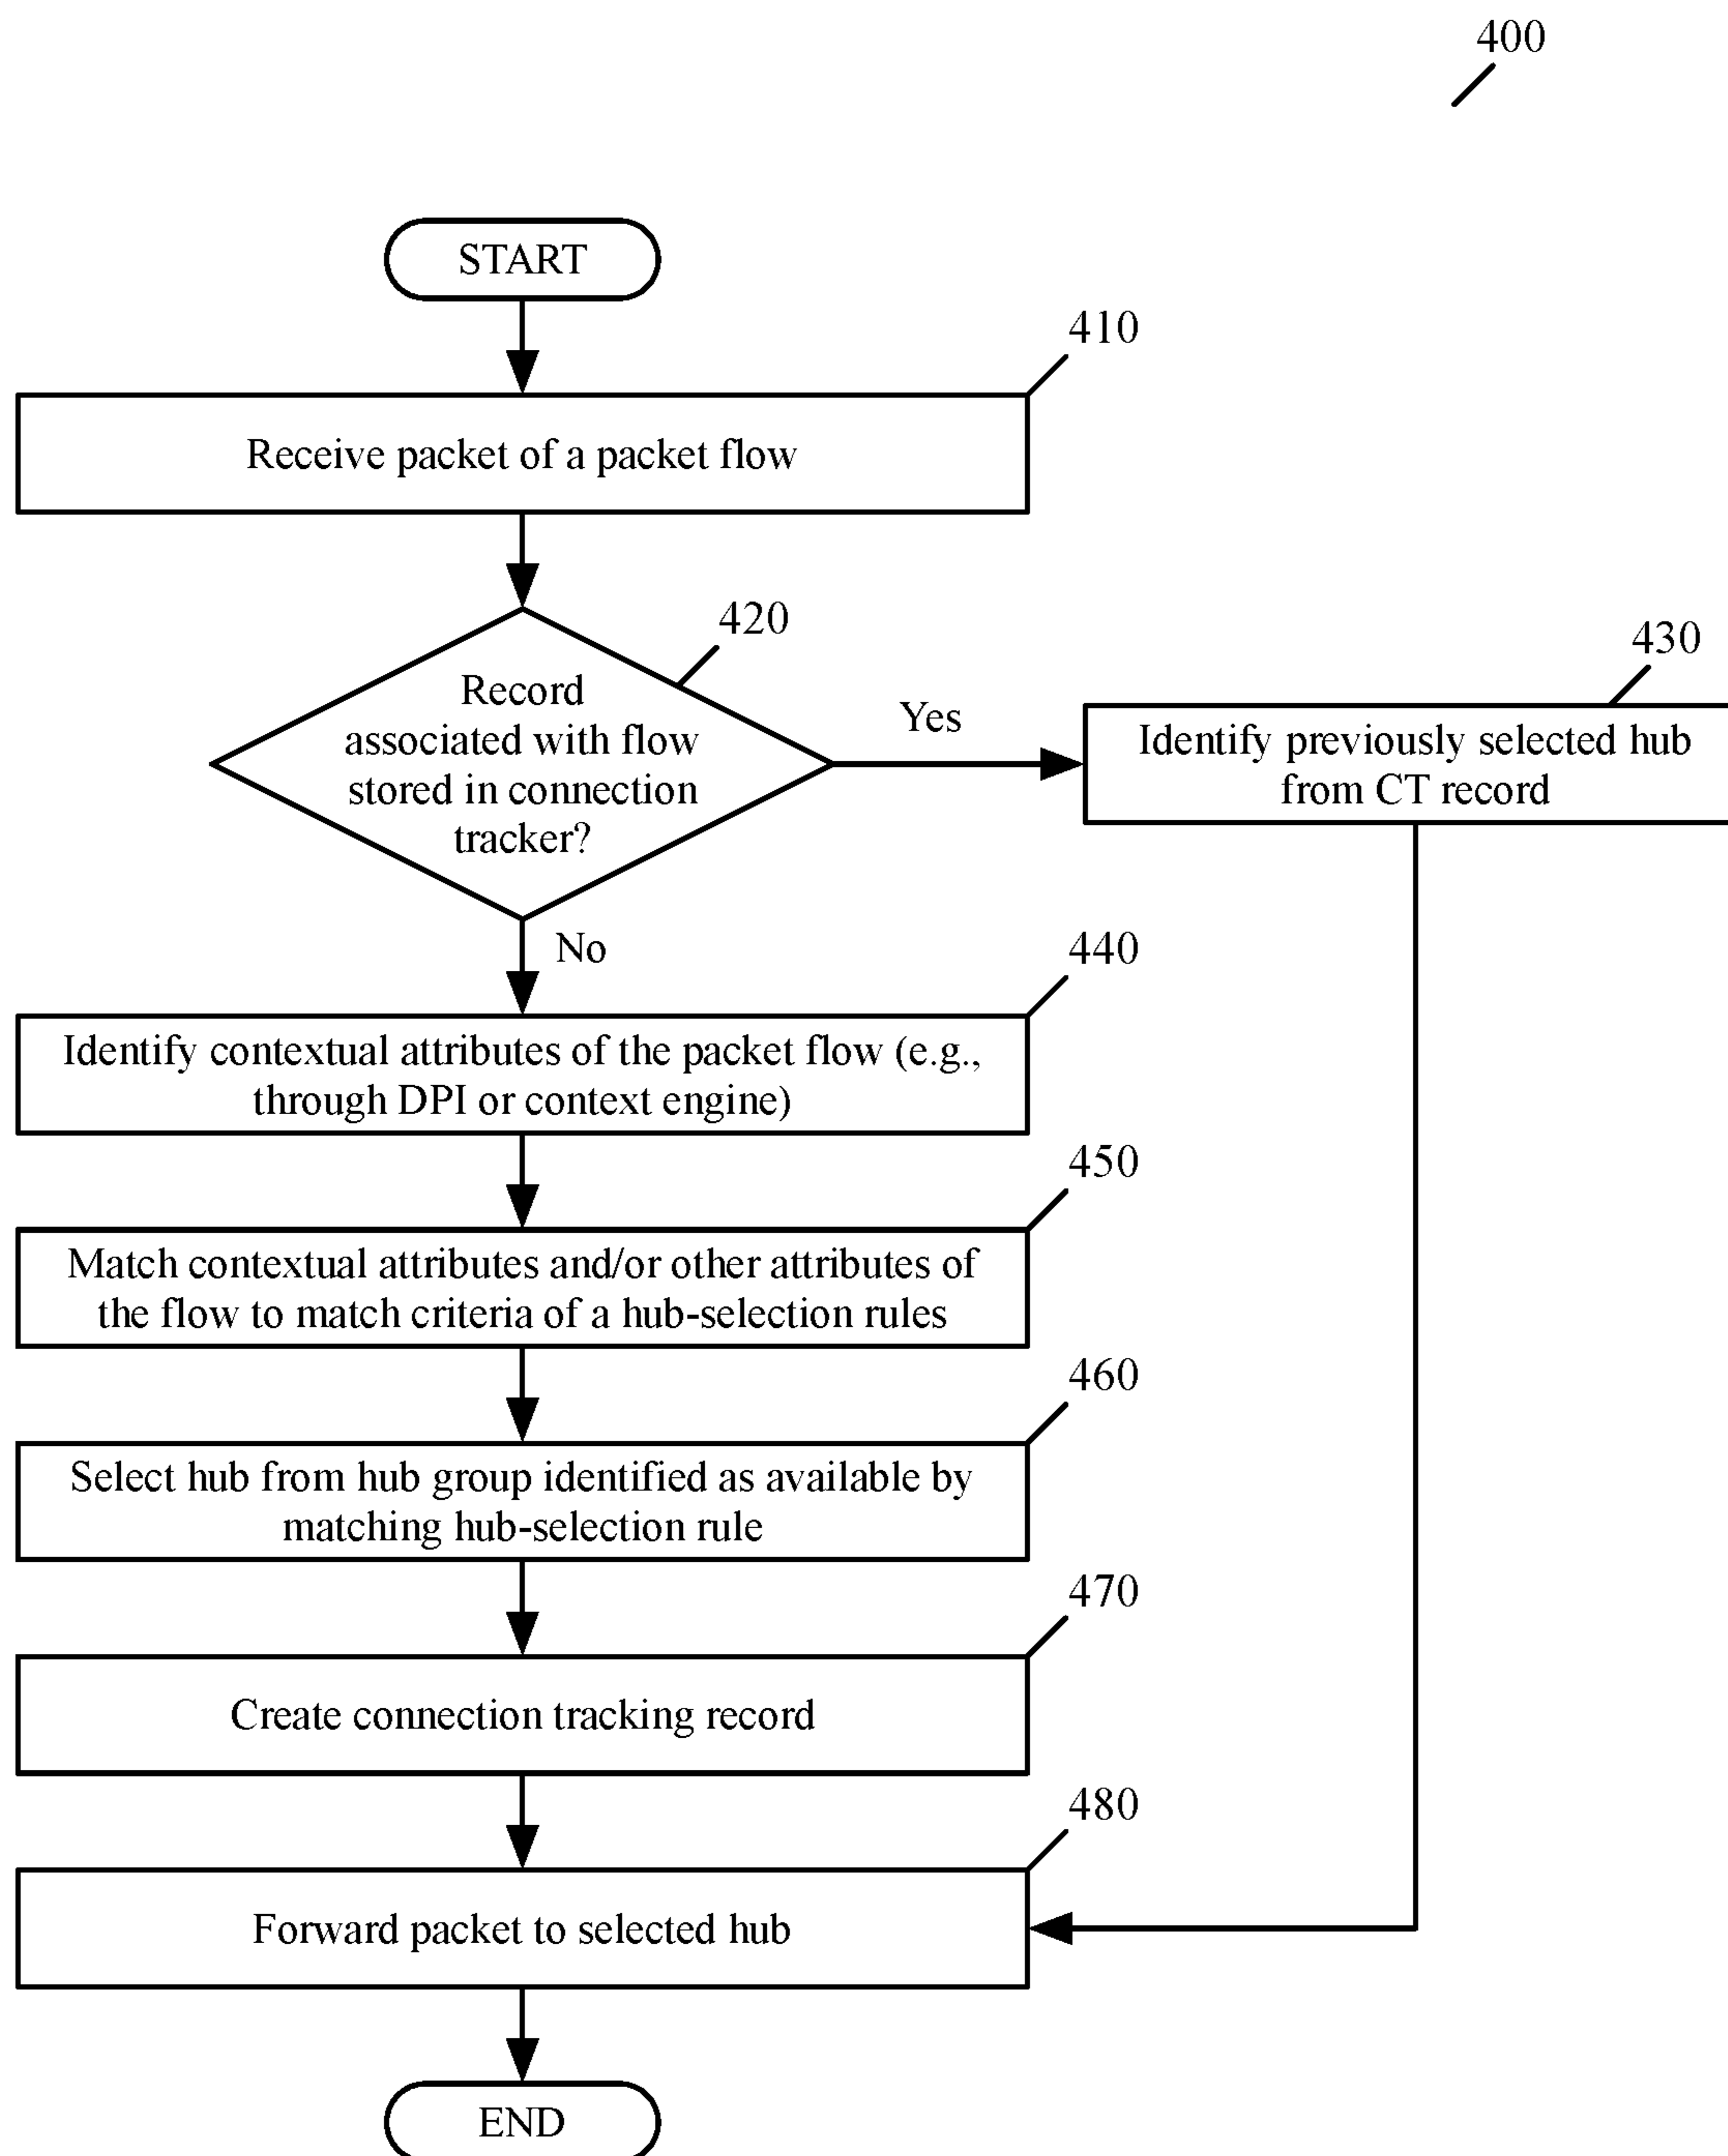 400
START
410
Receive packet of a packet flow
420
Record
associated with flow
stored in connection
tracker?
Yes
430
Identify previously selected hub
from CT record
No
440
Identify contextual attributes of the packet flow (e.g.,
through DPI or context engine)
450
Match contextual attributes and/or other attributes of
the flow to match criteria of a hub-selection rules
460
Select hub from hub group identified as available by
matching hub-selection rule
470
Create connection tracking record
480
Forward packet to selected hub
END